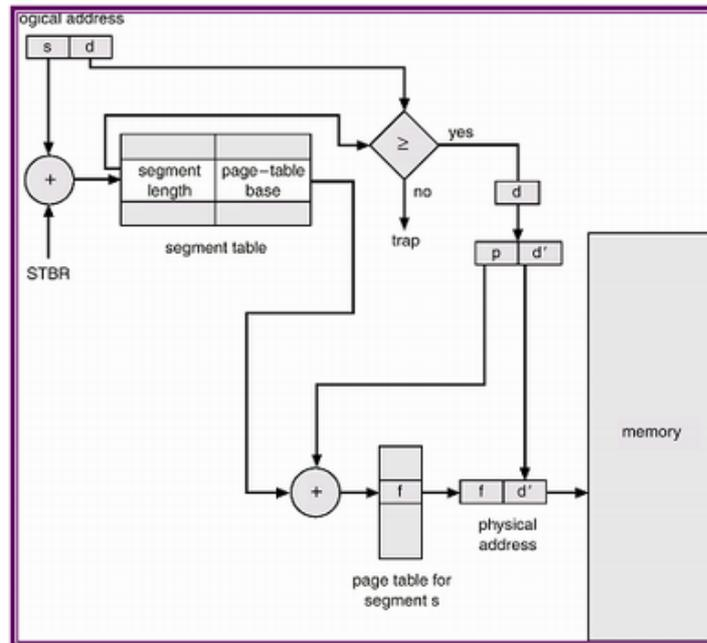 ogical address
s d
≥
yes
+
segment length
page-table base
no
d
trap
segment table
p d′
STBR
memory
+
f
f d′
physical address
page table for segment s